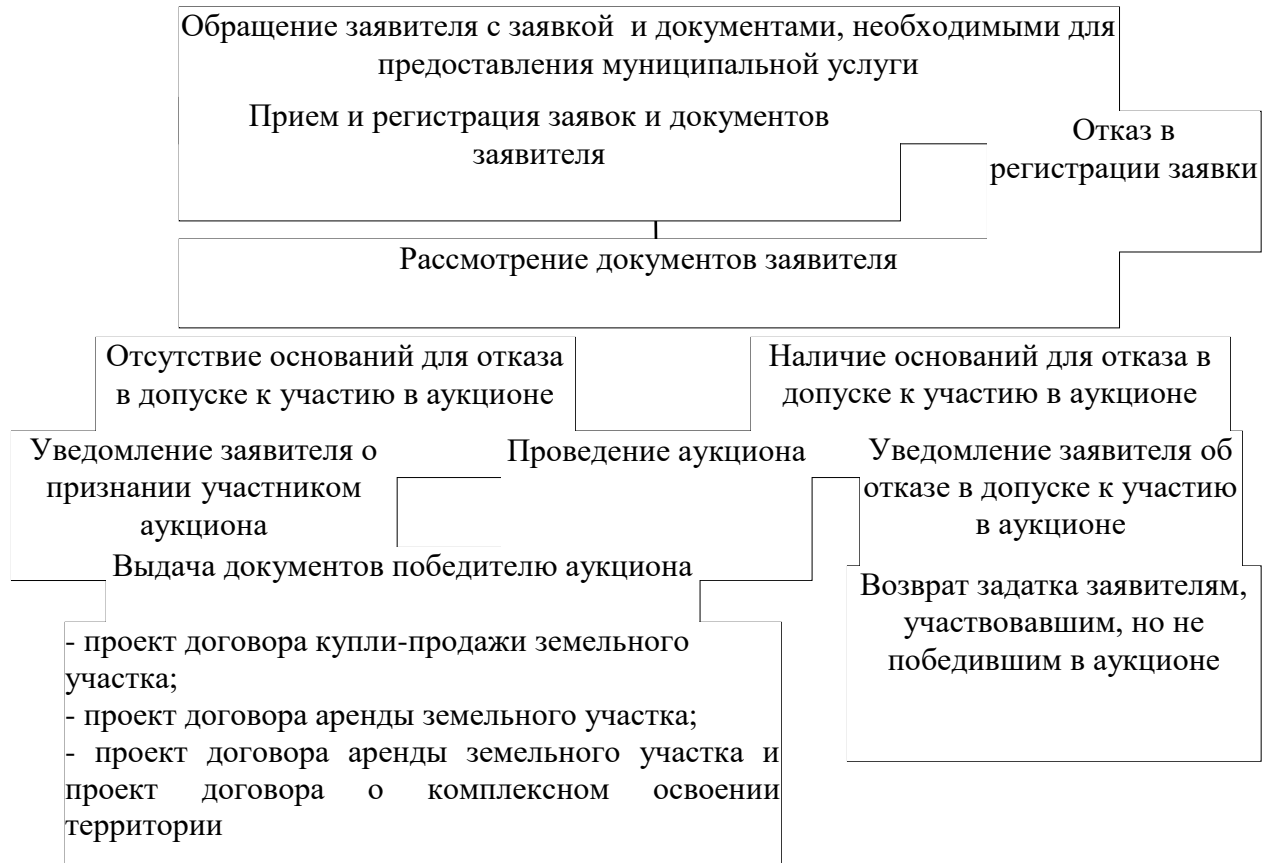 Обращение заявителя с заявкой и документами, необходимыми для
предоставления муниципальной услуги
Прием и регистрация заявок и документов
заявителя
Отказ в
регистрации заявки
Рассмотрение документов заявителя
Отсутствие оснований для отказа
в допуске к участию в аукционе
Наличие оснований для отказа в
допуске к участию в аукционе
Уведомление заявителя о
признании участником
аукциона
Проведение аукциона
Уведомление заявителя об
отказе в допуске к участию
в аукционе
Выдача документов победителю аукциона
Возврат задатка заявителям,
участвовавшим, но не
победившим в аукционе
- проект договора купли-продажи земельного
участка;
- проект договора аренды земельного участка;
- проект договора аренды земельного участка и
проект договора о комплексном освоении
территории